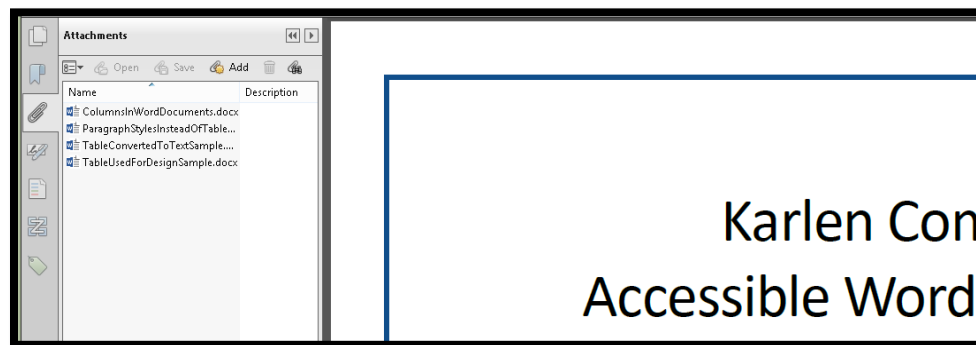 Attachments
Open Save Add
Name Description
ColumnsInWordDocuments.docx
ParagraphStylesInsteadOfTable...
TableConvertedToTextSample....
TableUsedForDesignSample.docx
Karlen Con
Accessible Word